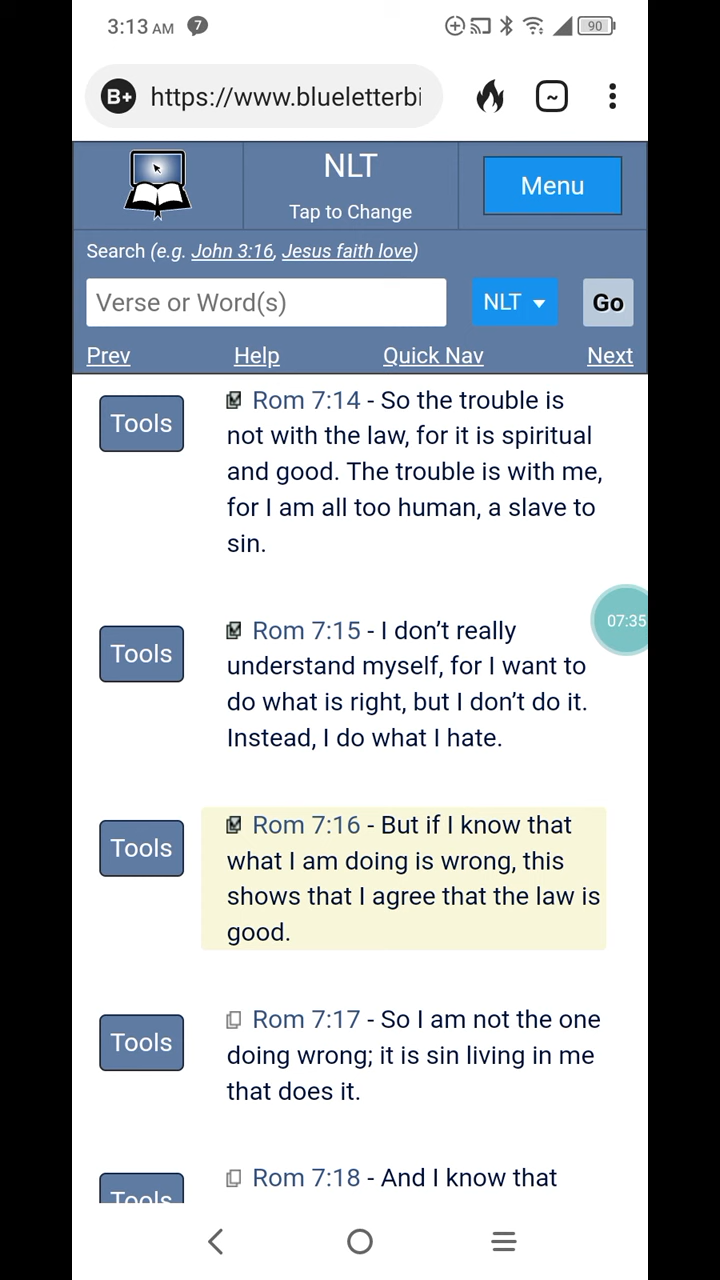 3:13 AM 7 90
B+ https://www.blueletterbi
NLT
Tap to Change
Menu
Search (e.g. John 3:16, Jesus faith love)
Verse or Word(s) NLT Go
Prev Help Quick Nav Next
Tools
Rom 7:14 - So the trouble is
not with the law, for it is spiritual
and good. The trouble is with me,
for I am all too human, a slave to
sin.
07:35
Tools
Rom 7:15 - I don’t really
understand myself, for I want to
do what is right, but I don’t do it.
Instead, I do what I hate.
Tools
Rom 7:16 - But if I know that
what I am doing is wrong, this
shows that I agree that the law is
good.
Tools
Rom 7:17 - So I am not the one
doing wrong; it is sin living in me
that does it.
Tools
Rom 7:18 - And I know that